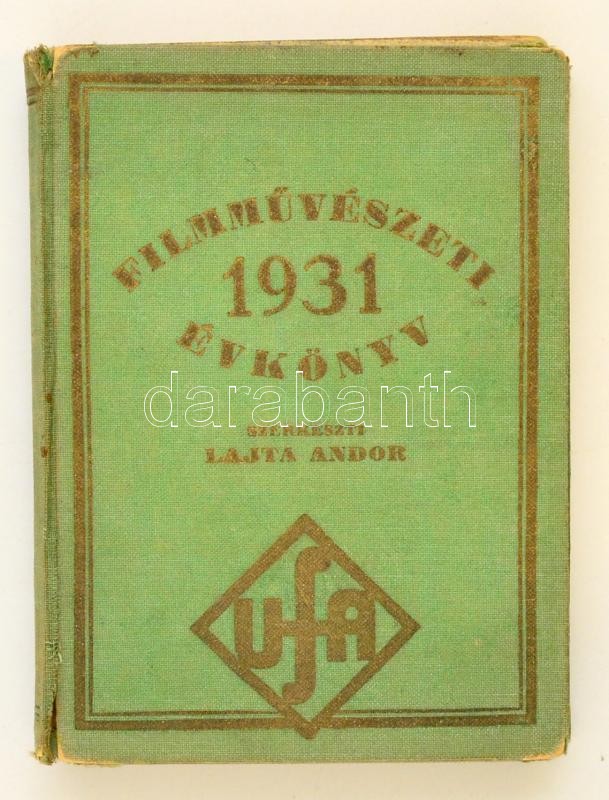 FILMMŰVÉSZETI
1931
ÉVKÖNYV
darabanth
SZERKESZTI
LAJTA ANDOR
UFA